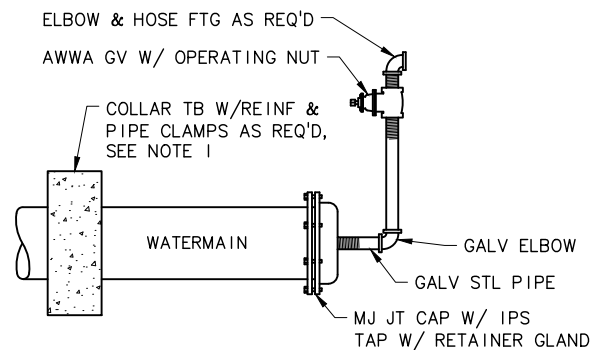 ELBOW & HOSE FTG AS REQ'D
AWWA GV W/ OPERATING NUT
COLLAR TB W/REINF &
PIPE CLAMPS AS REQ'D,
SEE NOTE 1
WATERMAIN
GALV ELBOW
GALV STL PIPE
MJ JT CAP W/ IPS
TAP W/ RETAINER GLAND